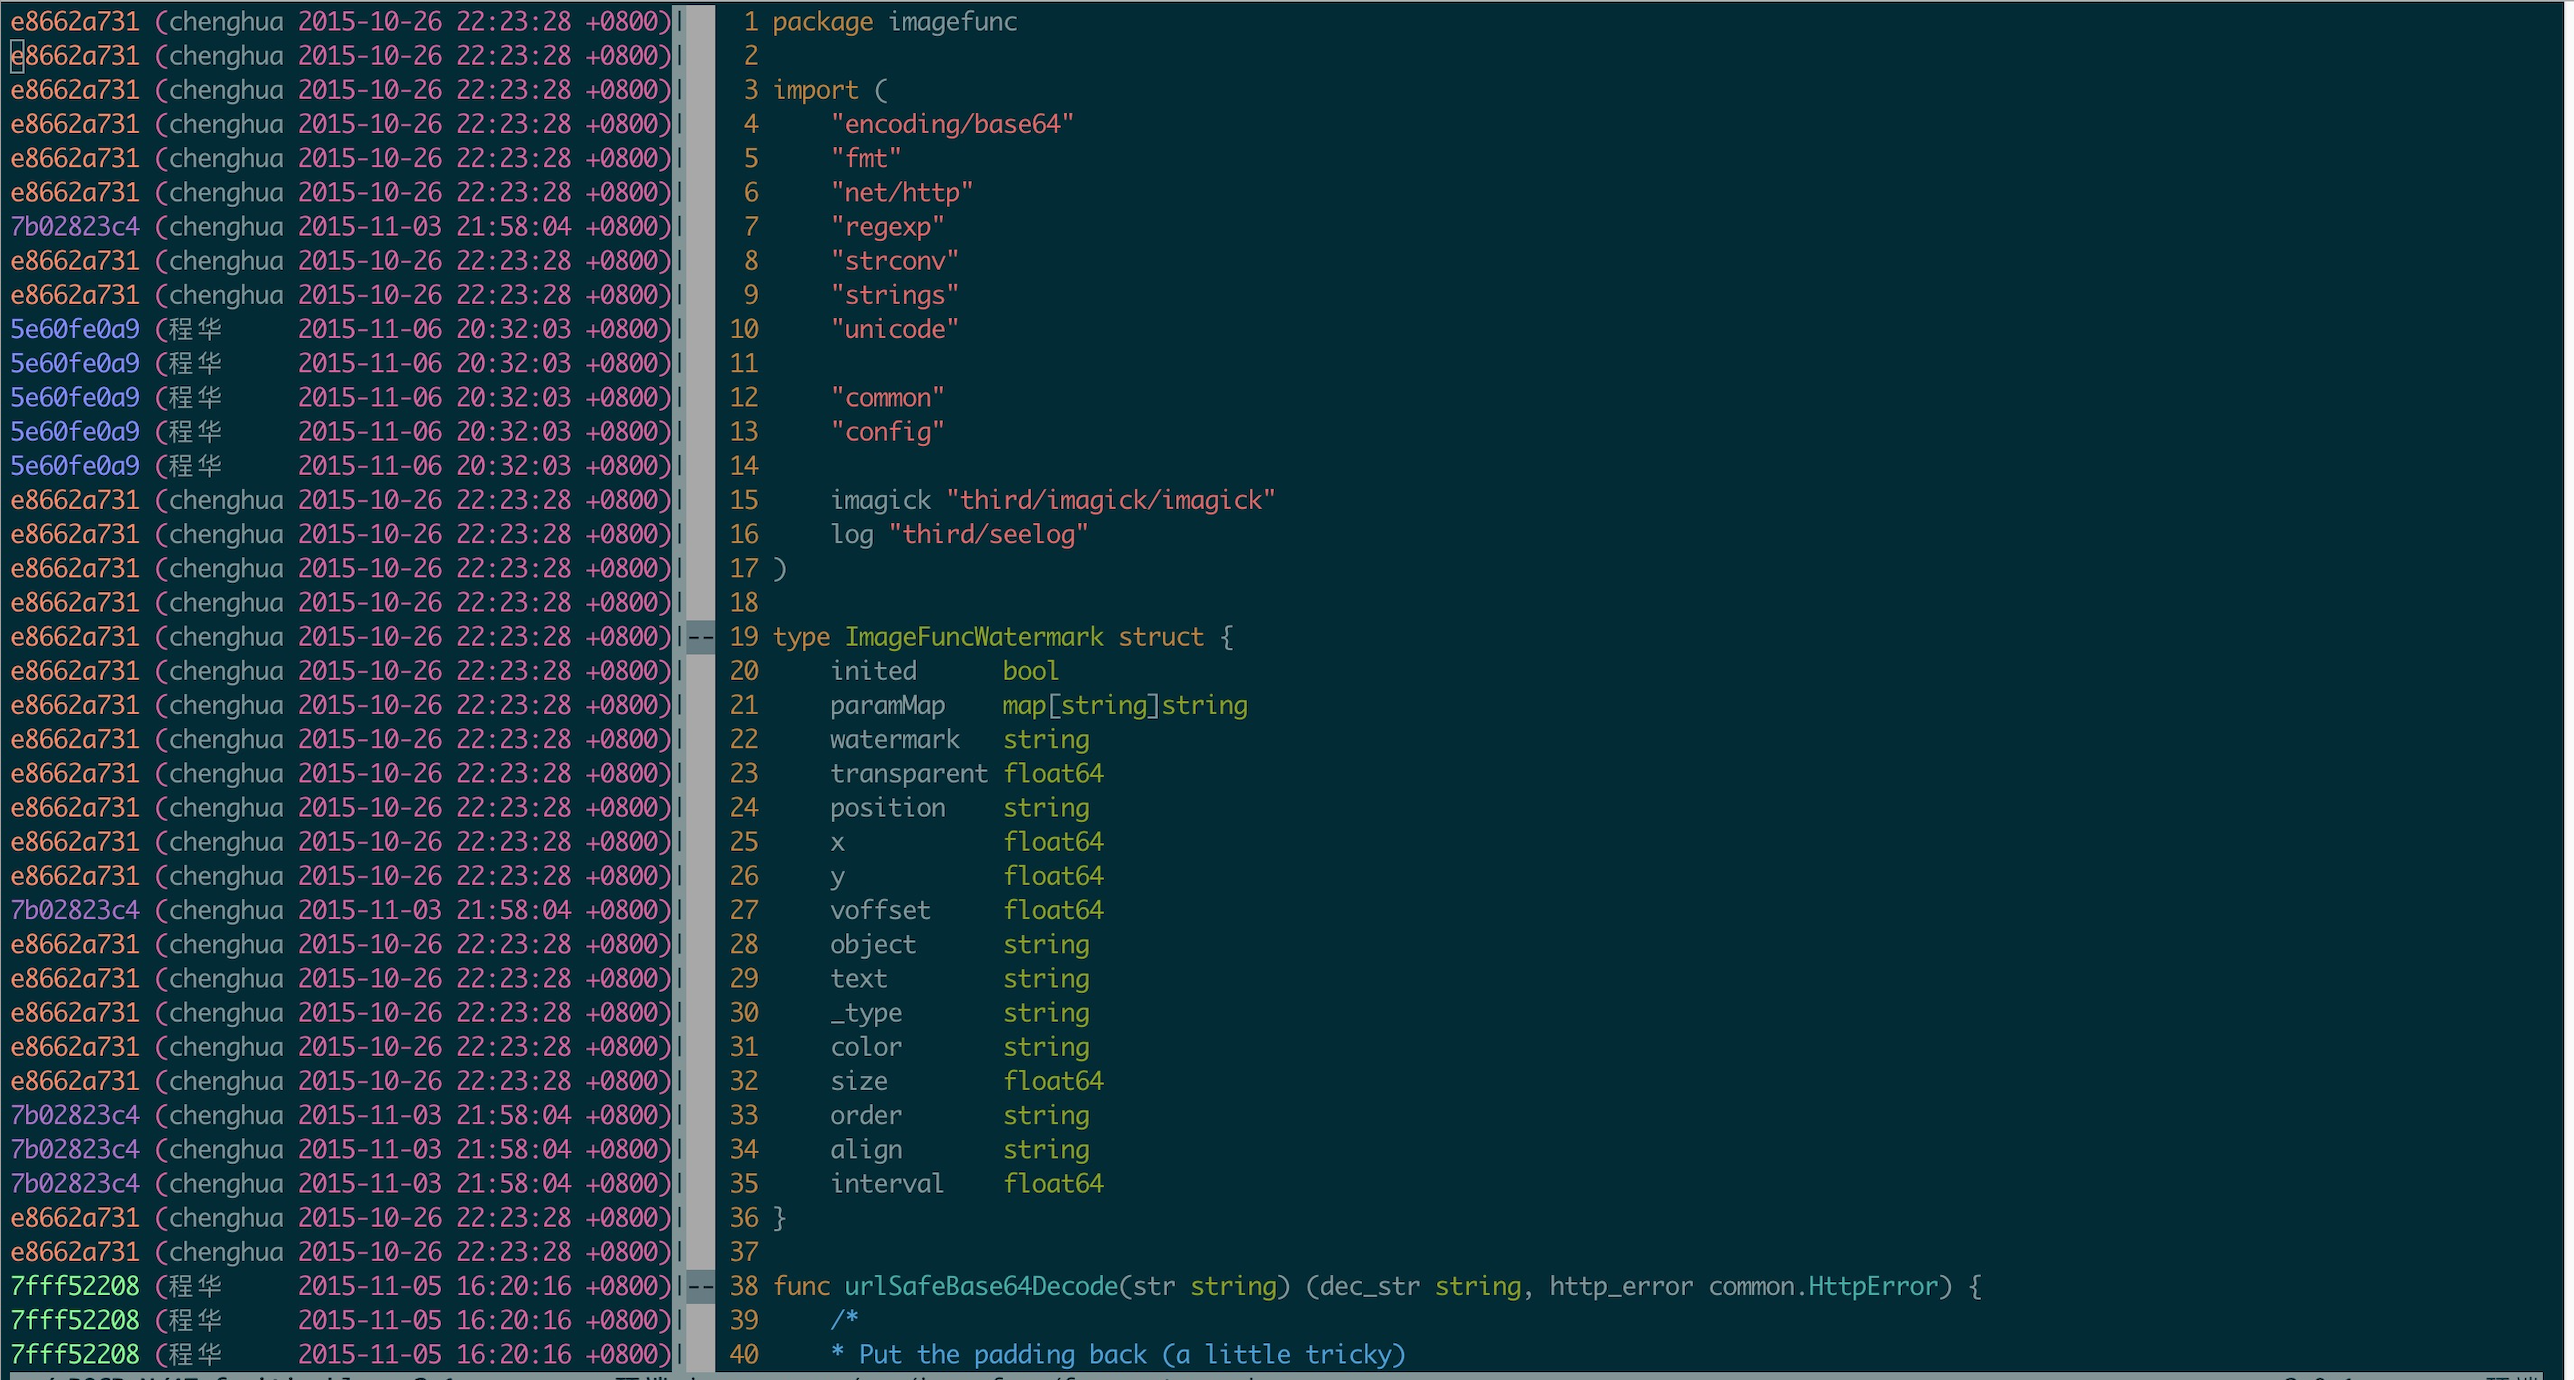 e8662a731 (chenghua 2015-10-26 22:23:28 +0800)| 1 package imagefunc
e8662a731 (chenghua 2015-10-26 22:23:28 +0800)| 2
e8662a731 (chenghua 2015-10-26 22:23:28 +0800)| 3 import (
e8662a731 (chenghua 2015-10-26 22:23:28 +0800)| 4     "encoding/base64"
e8662a731 (chenghua 2015-10-26 22:23:28 +0800)| 5     "fmt"
e8662a731 (chenghua 2015-10-26 22:23:28 +0800)| 6     "net/http"
7b02823c4 (chenghua 2015-11-03 21:58:04 +0800)| 7     "regexp"
e8662a731 (chenghua 2015-10-26 22:23:28 +0800)| 8     "strconv"
e8662a731 (chenghua 2015-10-26 22:23:28 +0800)| 9     "strings"
5e60fe0a9 (程华     2015-11-06 20:32:03 +0800)| 10     "unicode"
5e60fe0a9 (程华     2015-11-06 20:32:03 +0800)| 11
5e60fe0a9 (程华     2015-11-06 20:32:03 +0800)| 12     "common"
5e60fe0a9 (程华     2015-11-06 20:32:03 +0800)| 13     "config"
5e60fe0a9 (程华     2015-11-06 20:32:03 +0800)| 14
e8662a731 (chenghua 2015-10-26 22:23:28 +0800)| 15     imagick "third/imagick/imagick"
e8662a731 (chenghua 2015-10-26 22:23:28 +0800)| 16     log "third/seelog"
e8662a731 (chenghua 2015-10-26 22:23:28 +0800)| 17 )
e8662a731 (chenghua 2015-10-26 22:23:28 +0800)| 18
e8662a731 (chenghua 2015-10-26 22:23:28 +0800)|-- 19 type ImageFuncWatermark struct {
e8662a731 (chenghua 2015-10-26 22:23:28 +0800)| 20     inited      bool
e8662a731 (chenghua 2015-10-26 22:23:28 +0800)| 21     paramMap    map[string]string
e8662a731 (chenghua 2015-10-26 22:23:28 +0800)| 22     watermark   string
e8662a731 (chenghua 2015-10-26 22:23:28 +0800)| 23     transparent float64
e8662a731 (chenghua 2015-10-26 22:23:28 +0800)| 24     position    string
e8662a731 (chenghua 2015-10-26 22:23:28 +0800)| 25     x           float64
e8662a731 (chenghua 2015-10-26 22:23:28 +0800)| 26     y           float64
7b02823c4 (chenghua 2015-11-03 21:58:04 +0800)| 27     voffset     float64
e8662a731 (chenghua 2015-10-26 22:23:28 +0800)| 28     object      string
e8662a731 (chenghua 2015-10-26 22:23:28 +0800)| 29     text        string
e8662a731 (chenghua 2015-10-26 22:23:28 +0800)| 30     _type       string
e8662a731 (chenghua 2015-10-26 22:23:28 +0800)| 31     color       string
e8662a731 (chenghua 2015-10-26 22:23:28 +0800)| 32     size        float64
7b02823c4 (chenghua 2015-11-03 21:58:04 +0800)| 33     order       string
7b02823c4 (chenghua 2015-11-03 21:58:04 +0800)| 34     align       string
7b02823c4 (chenghua 2015-11-03 21:58:04 +0800)| 35     interval    float64
e8662a731 (chenghua 2015-10-26 22:23:28 +0800)| 36 }
e8662a731 (chenghua 2015-10-26 22:23:28 +0800)| 37
7fff52208 (程华     2015-11-05 16:20:16 +0800)|-- 38 func urlSafeBase64Decode(str string) (dec_str string, http_error common.HttpError) {
7fff52208 (程华     2015-11-05 16:20:16 +0800)| 39     /*
7fff52208 (程华     2015-11-05 16:20:16 +0800)| 40     * Put the padding back (a little tricky)